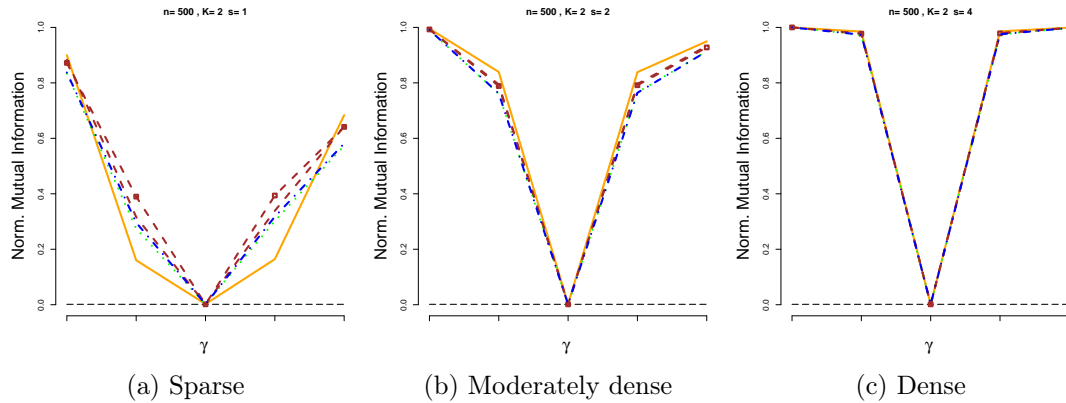 n= 500 , K= 2 s= 1
Norm. Mutual Information
0.0
0.2
0.4
0.6
0.8
1.0
γ
(a) Sparse
n= 500 , K= 2 s= 2
Norm. Mutual Information
0.0
0.2
0.4
0.6
0.8
1.0
γ
(b) Moderately dense
n= 500 , K= 2 s= 4
Norm. Mutual Information
0.0
0.2
0.4
0.6
0.8
1.0
γ
(c) Dense